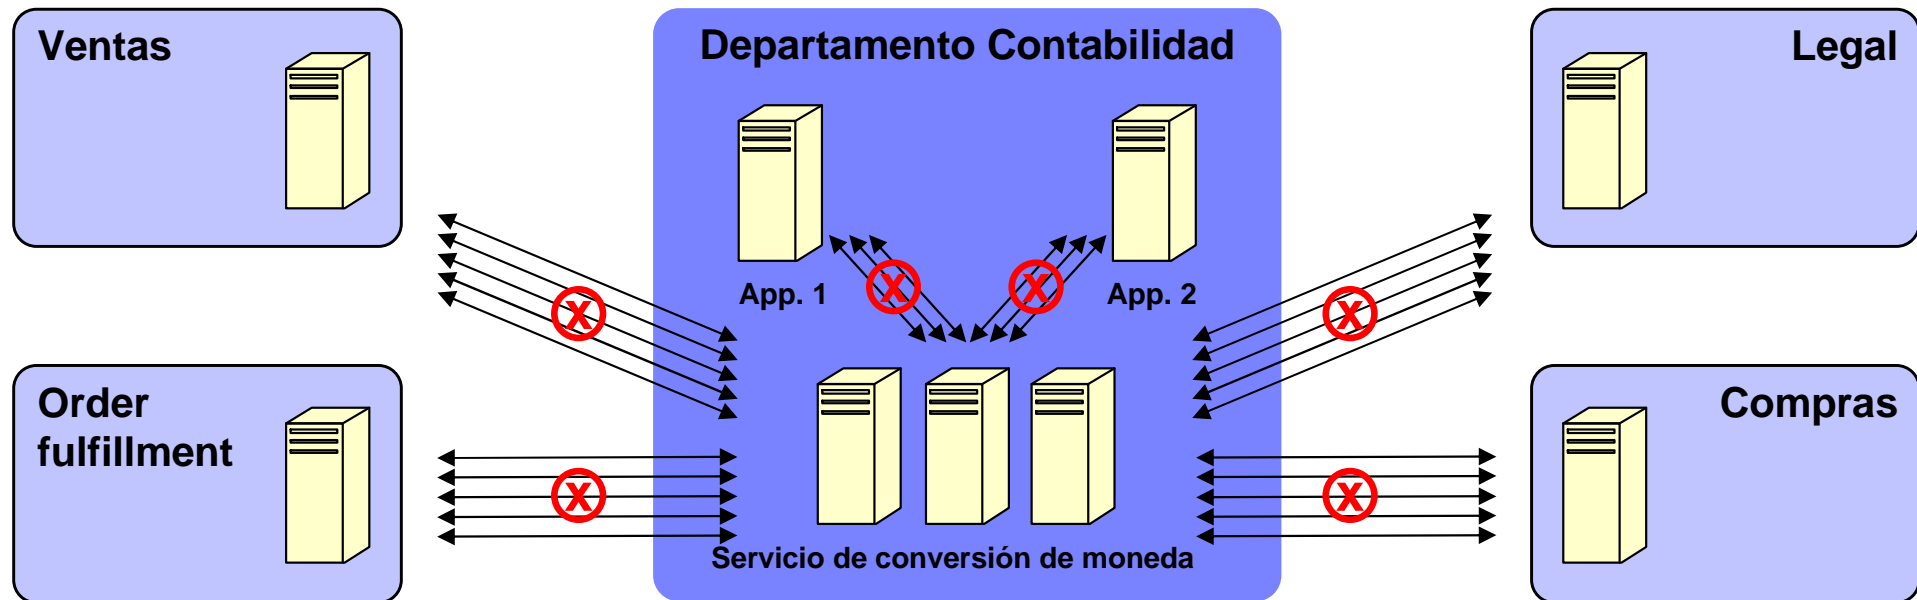 Ventas
Departamento Contabilidad
Legal
App. 1
App. 2
X
X
X
X
Order
fulfillment
Compras
X
X
Servicio de conversión de moneda